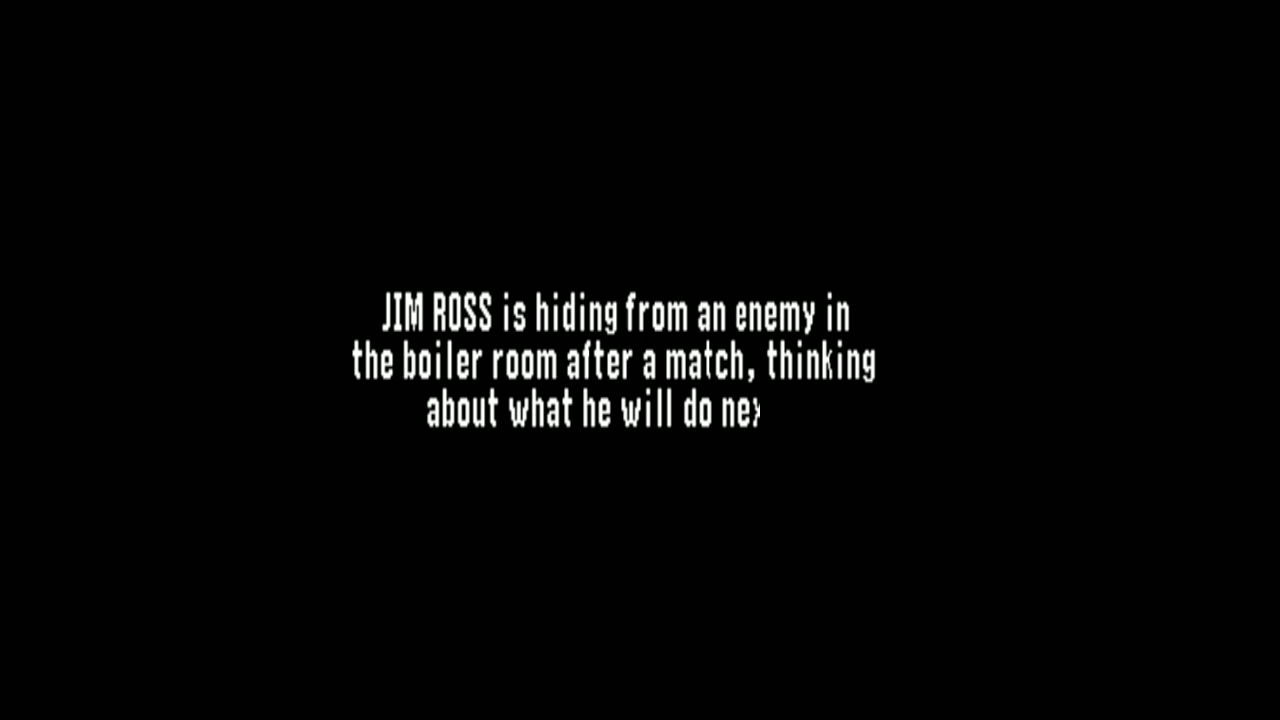 JIM ROSS is hiding from an enemy in
the boiler room after a match, thinking
about what he will do nex